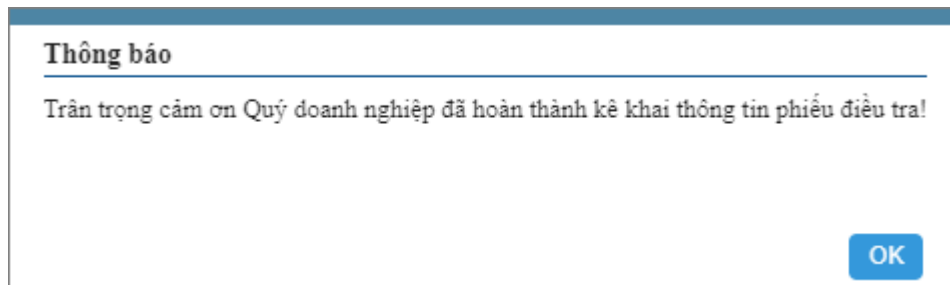 Thông báo
Trân trọng cảm ơn Quý doanh nghiệp đã hoàn thành kê khai thông tin phiếu điều tra!
OK